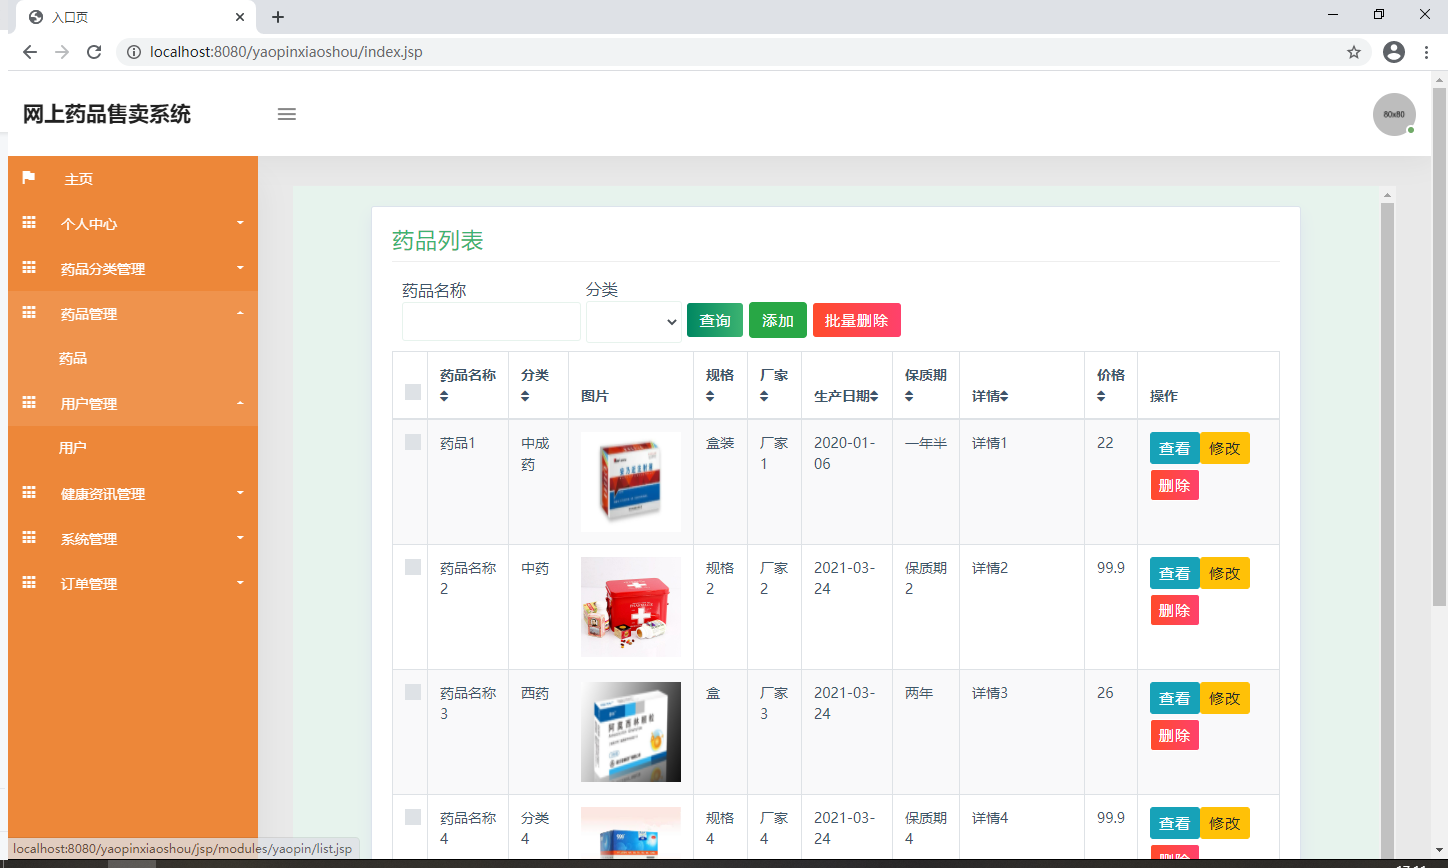 入口页
localhost:8080/yaopinxiaoshou/index.jsp
网上药品售卖系统
80x80
主页
个人中心
药品分类管理
药品管理
药品
用户管理
用户
健康资讯管理
系统管理
订单管理
药品列表
药品名称
分类
查询
添加
批量删除
药品名称 分类 图片 规格 厂家 生产日期 保质期 详情 价格 操作
药品1 中成药 盒装 厂家1 2020-01-06 一年半 详情1 22 查看 修改 删除
药品名称2 中药 规格2 厂家2 2021-03-24 保质期2 详情2 99.9 查看 修改 删除
药品名称3 西药 盒 厂家3 2021-03-24 两年 详情3 26 查看 修改 删除
阿莫西林颗粒
药品名称4 分类4 规格4 厂家4 2021-03-24 保质期4 详情4 99.9 查看 修改 删除
localhost:8080/yaopinxiaoshou/jsp/modules/yaopin/list.jsp